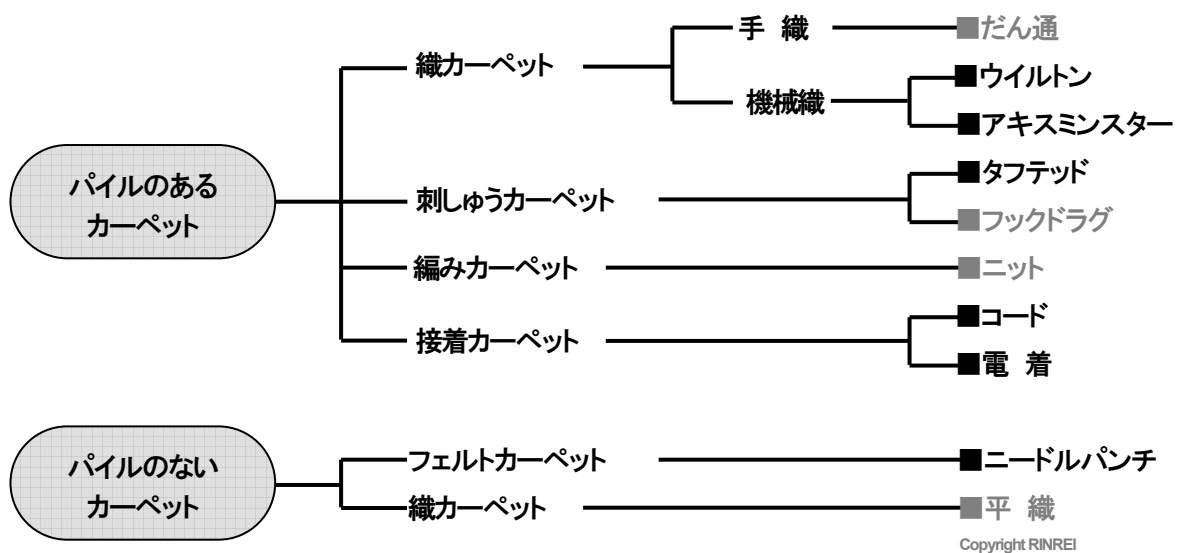 手 織
■だん通
織カーペット
■ウイルトン
機械織
■アキスミンスター
パイルのある
カーペット
刺しゅうカーペット
■タフテッド
■フックドラグ
編みカーペット
■ニット
接着カーペット
■コード
■電 着
パイルのない
カーペット
フェルトカーペット
■ニードルパンチ
織カーペット
■平 織
Copyright RINREI